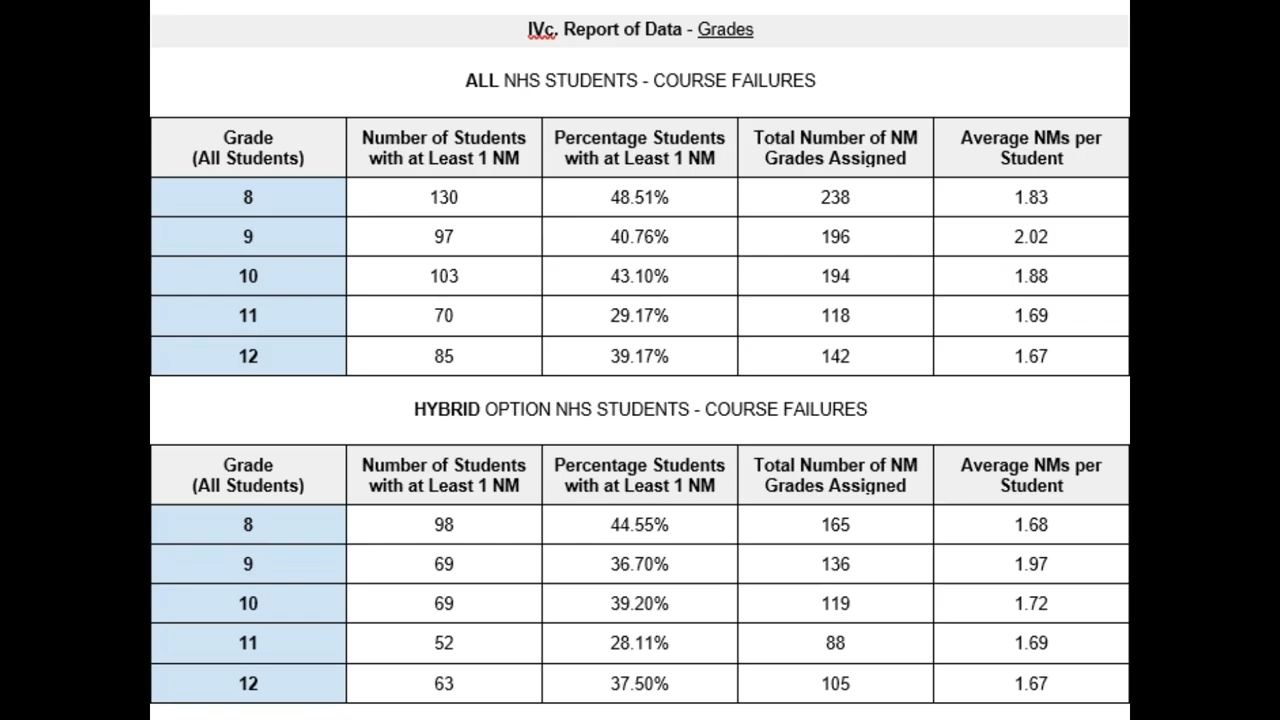 IVc. Report of Data - Grades
ALL NHS STUDENTS - COURSE FAILURES
Grade Number of Students Percentage Students Total Number of NM Average NMs per
(All Students) with at Least 1 NM with at Least 1 NM Grades Assigned Student
8 130 48.51% 238 1.83
9 97 40.76% 196 2.02
10 103 43.10% 194 1.88
11 70 29.17% 118 1.69
12 85 39.17% 142 1.67
HYBRID OPTION NHS STUDENTS - COURSE FAILURES
Grade Number of Students Percentage Students Total Number of NM Average NMs per
(All Students) with at Least 1 NM with at Least 1 NM Grades Assigned Student
8 98 44.55% 165 1.68
9 69 36.70% 136 1.97
10 69 39.20% 119 1.72
11 52 28.11% 88 1.69
12 63 37.50% 105 1.67